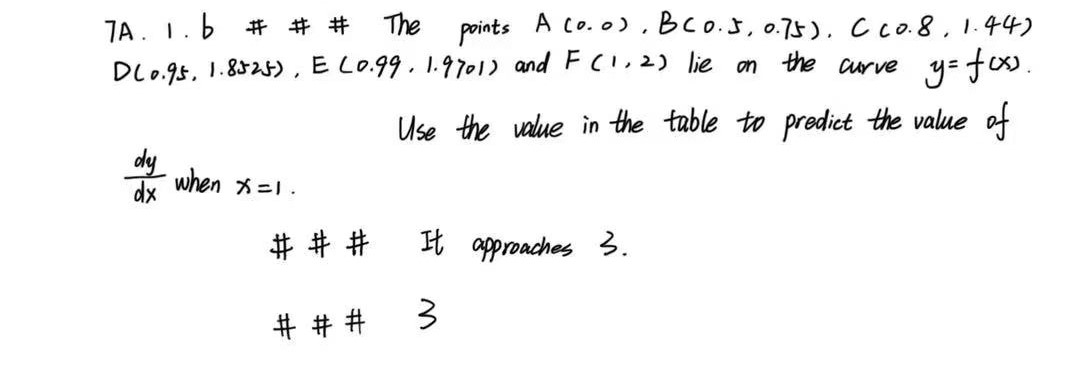 7A. 1. b # # # The points A (0.0), B(0.5, 0.75). C (0.8, 1.44)
D(0.95, 1.8525), E (0.99, 1.9701) and F (1, 2) lie on the curve y=f(x).
Use the value in the table to predict the value of
dy/dx when x=1.
# # # It approaches 3.
# # # 3